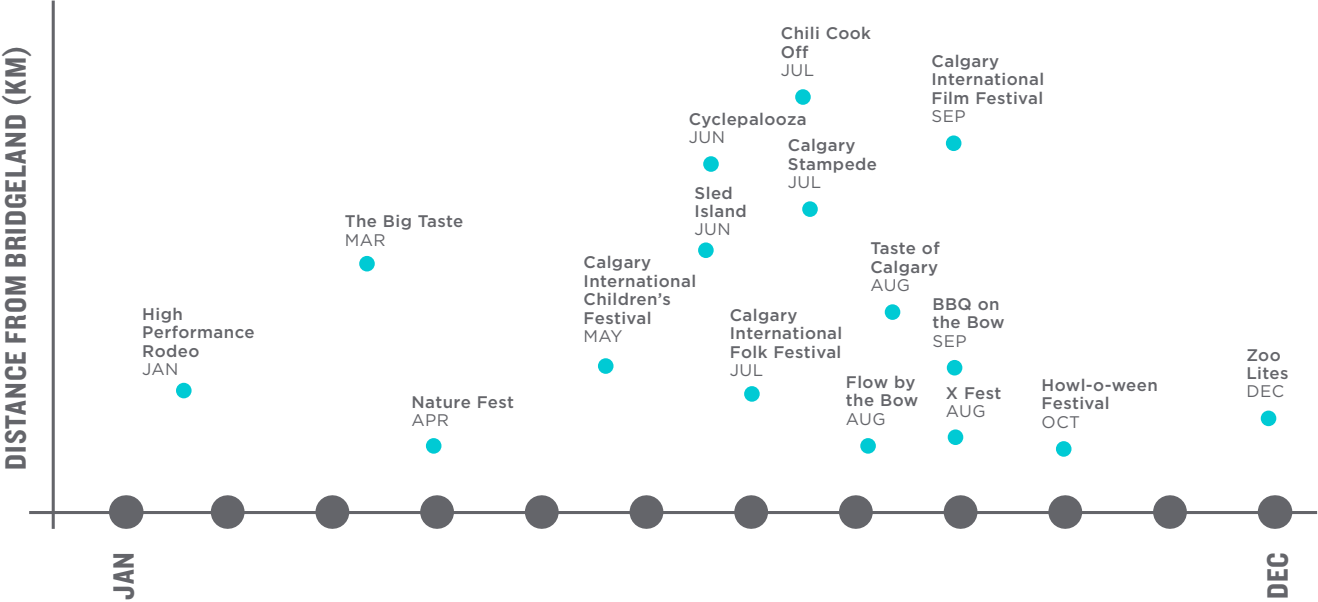 DISTANCE FROM BRIDGELAND (KM)
High
Performance
Rodeo
JAN
The Big Taste
MAR
Nature Fest
APR
Calgary
International
Children's
Festival
MAY
Cyclepalooza
JUN
Sled
Island
JUN
Chili Cook
Off
JUL
Calgary
Stampede
JUL
Calgary
International
Folk Festival
JUL
Taste of
Calgary
AUG
Flow by
the Bow
AUG
Calgary
International
Film Festival
SEP
BBQ on
the Bow
SEP
X Fest
AUG
Howl-o-ween
Festival
OCT
Zoo
Lites
DEC
JAN
DEC